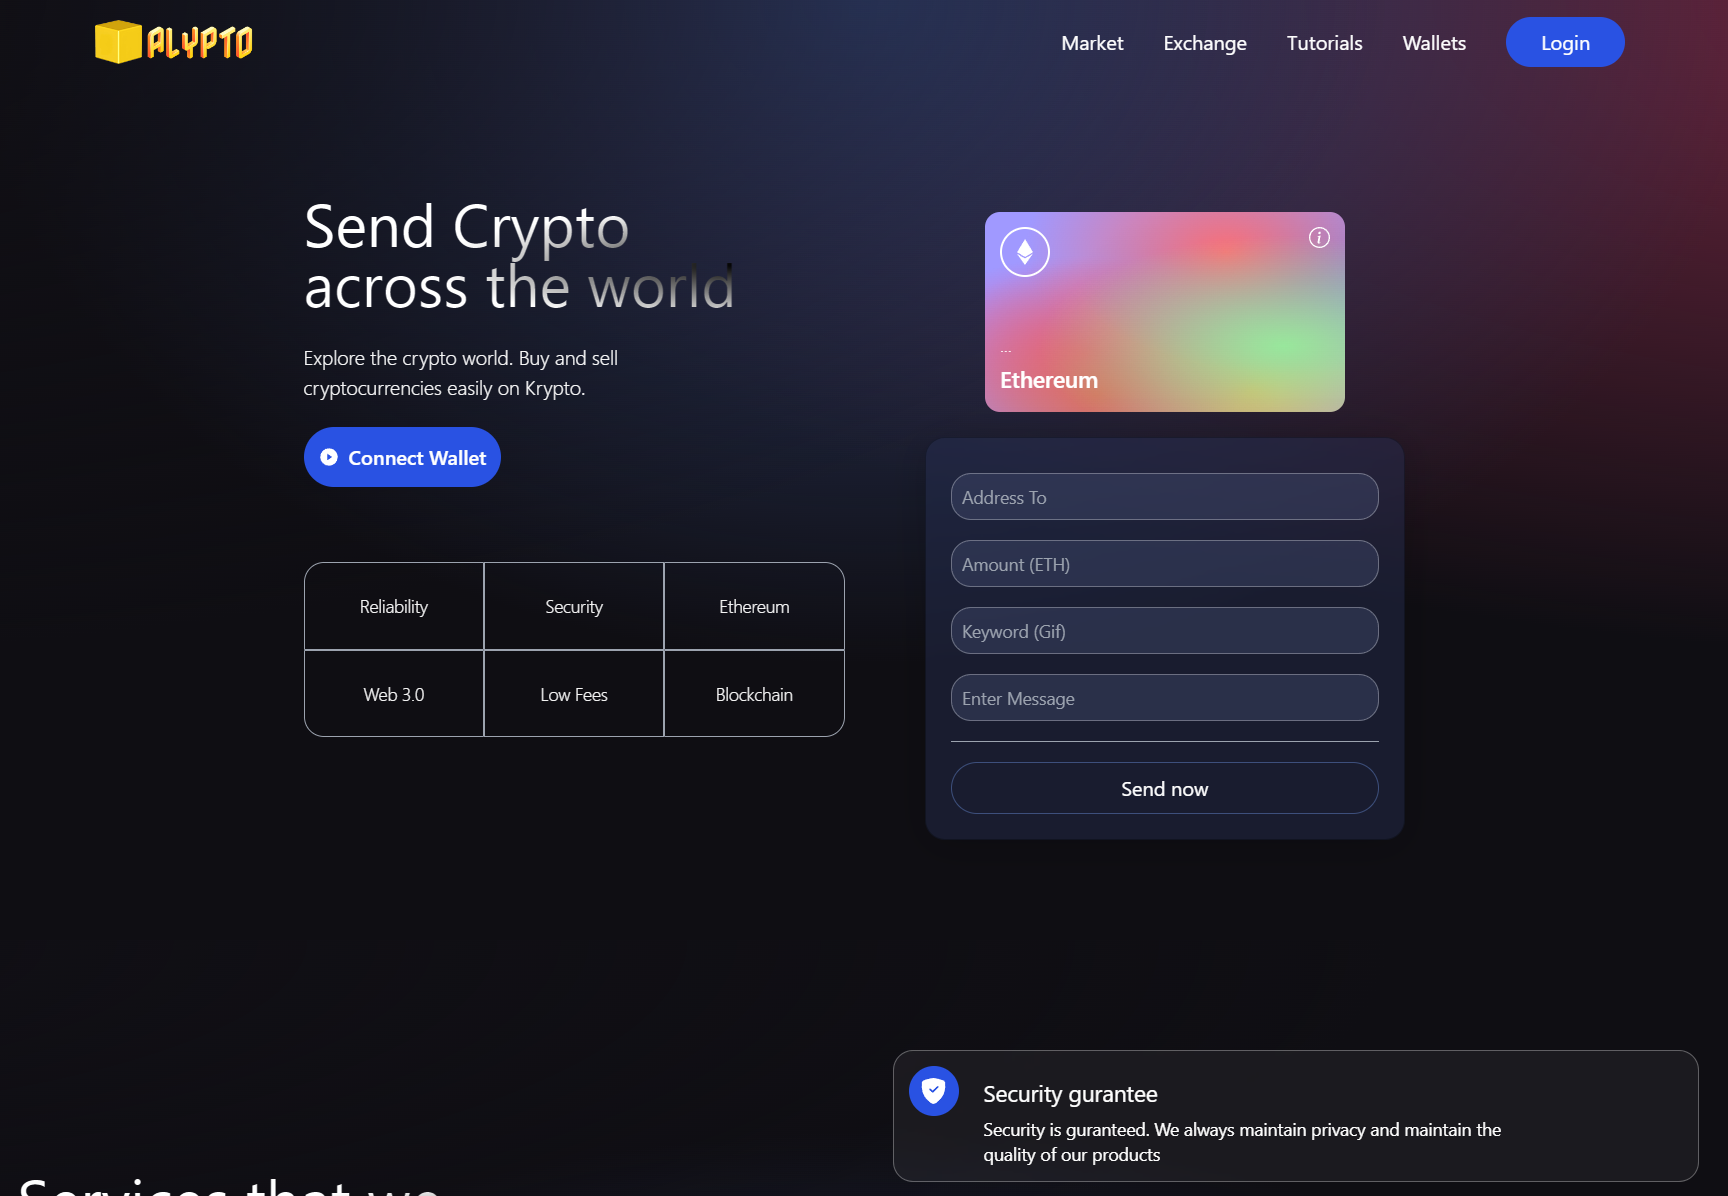 ALYPTO
Market Exchange Tutorials Wallets Login
Send Crypto
across the world
Explore the crypto world. Buy and sell
cryptocurrencies easily on Krypto.
Connect Wallet
Reliability Security Ethereum
Web 3.0 Low Fees Blockchain
i
...
Ethereum
Address To
Amount (ETH)
Keyword (Gif)
Enter Message
Send now
Security gurantee
Security is guranteed. We always maintain privacy and maintain the
quality of our products
Services that we